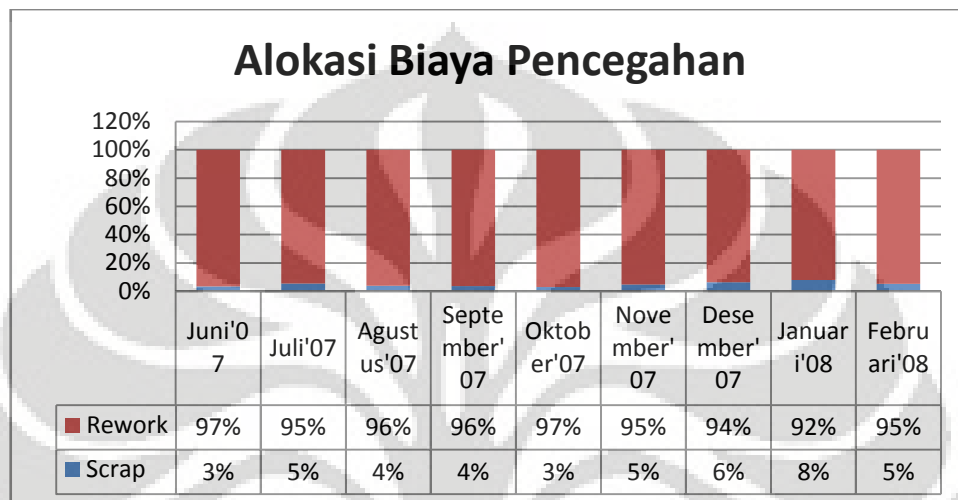 Alokasi Biaya Pencegahan
120%
100%
80%
60%
40%
20%
0%
Juni'0
7
Juli'07
Agust
us'07
Septe
mber'
07
Oktob
er'07
Nove
mber'
07
Dese
mber'
07
Januar
i'08
Febru
ari'08
Rework 97% 95% 96% 96% 97% 95% 94% 92% 95%
Scrap 3% 5% 4% 4% 3% 5% 6% 8% 5%